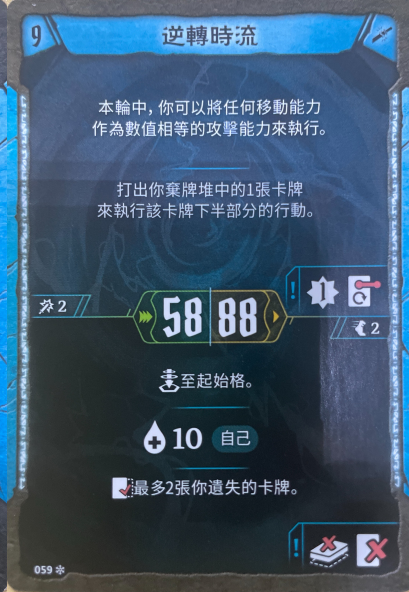 9
逆轉時流
本輪中，你可以將任何移動能力
作為數值相等的攻擊能力來執行。
打出你棄牌堆中的1張卡牌
來執行該卡牌下半部分的行動。
!
2
58 88
2
至起始格。
10 自己
最多2張你遺失的卡牌。
!
059